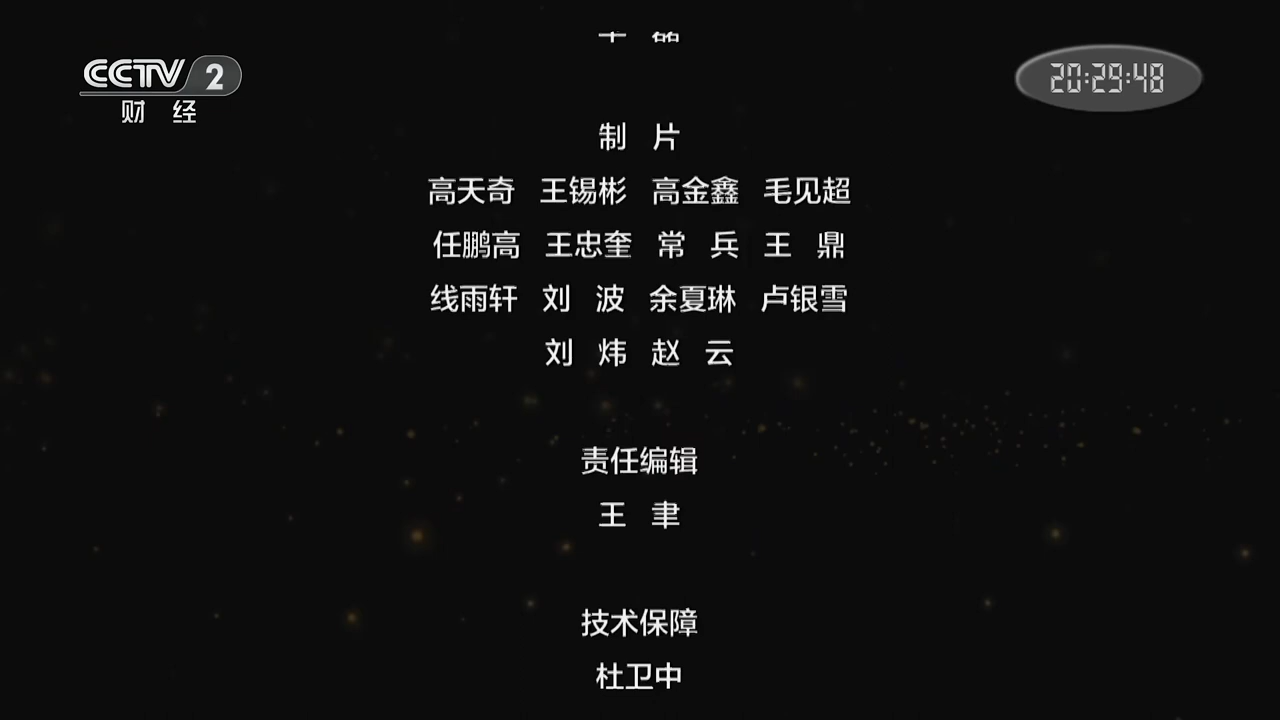 CCTV 2
财 经
20:29:48
制 片
高天奇 王锡彬 高金鑫 毛见超
任鹏高 王忠奎 常 兵 王 鼎
线雨轩 刘 波 余夏琳 卢银雪
刘 炜 赵 云
责任编辑
王 聿
技术保障
杜卫中